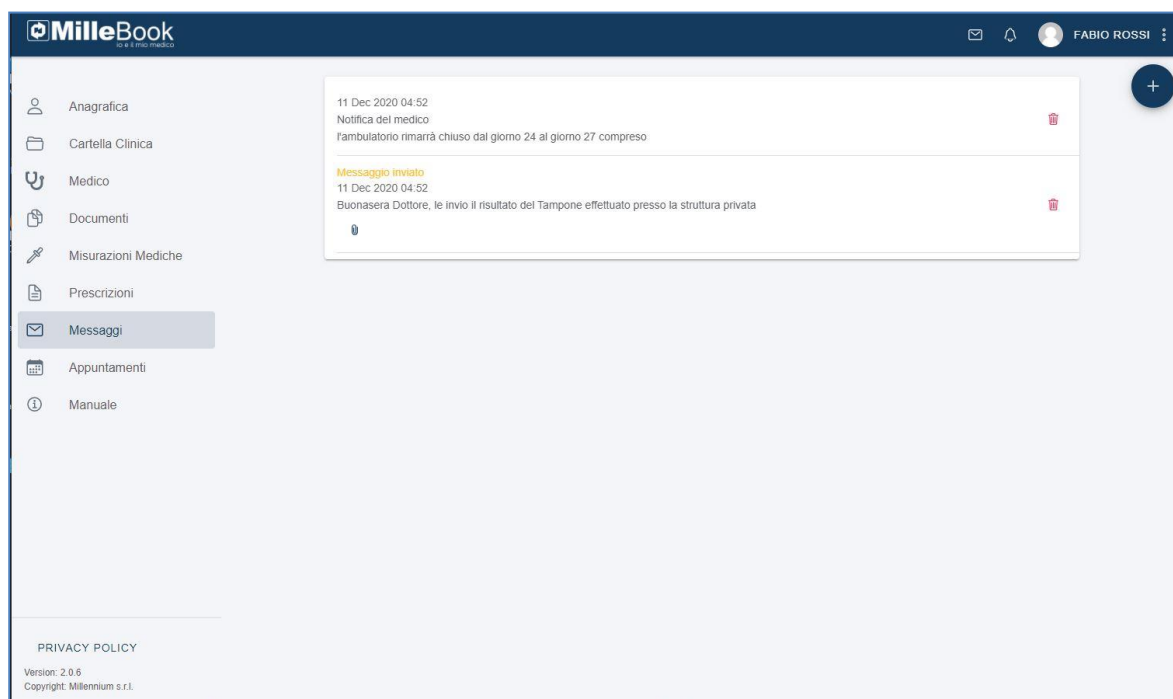 MilleBook
io e il mio medico
FABIO ROSSI
Anagrafica
Cartella Clinica
Medico
Documenti
Misurazioni Mediche
Prescrizioni
Messaggi
Appuntamenti
Manuale
11 Dec 2020 04:52
Notifica del medico
l'ambulatorio rimarrà chiuso dal giorno 24 al giorno 27 compreso
Messaggio inviato
11 Dec 2020 04:52
Buonasera Dottore, le invio il risultato del Tampone effettuato presso la struttura privata
PRIVACY POLICY
Version: 2.0.6
Copyright: Millennium s.r.l.